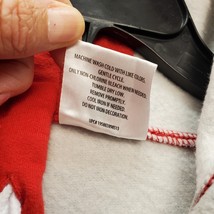 MACHINE WASH COLD WITH LIKE COLORS
GENTLE CYCLE.
ONLY NON-CHLORINE BLEACH WHEN NEEDED.
TUMBLE DRY LOW.
REMOVE PROMPTLY.
COOL IRON IF NEEDED.
DO NOT IRON DECORATION.